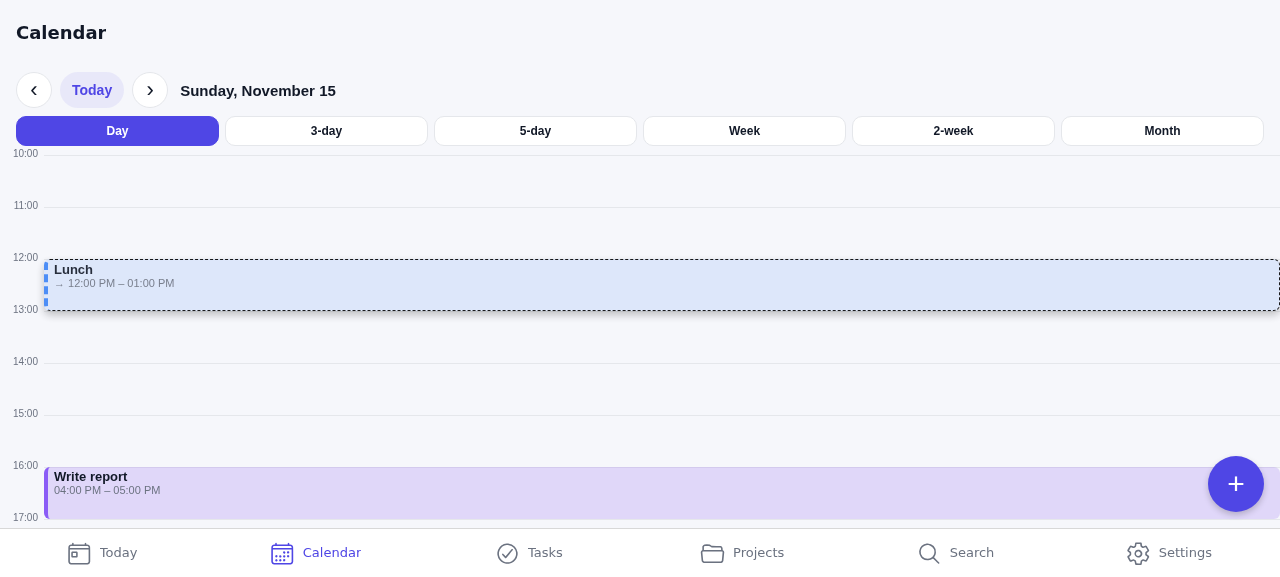 Calendar
‹ Today › Sunday, November 15
Day 3-day 5-day Week 2-week Month
10:00
11:00
12:00
Lunch
→ 12:00 PM – 01:00 PM
13:00
14:00
15:00
16:00
Write report
04:00 PM – 05:00 PM
+
17:00
Today Calendar Tasks Projects Search Settings